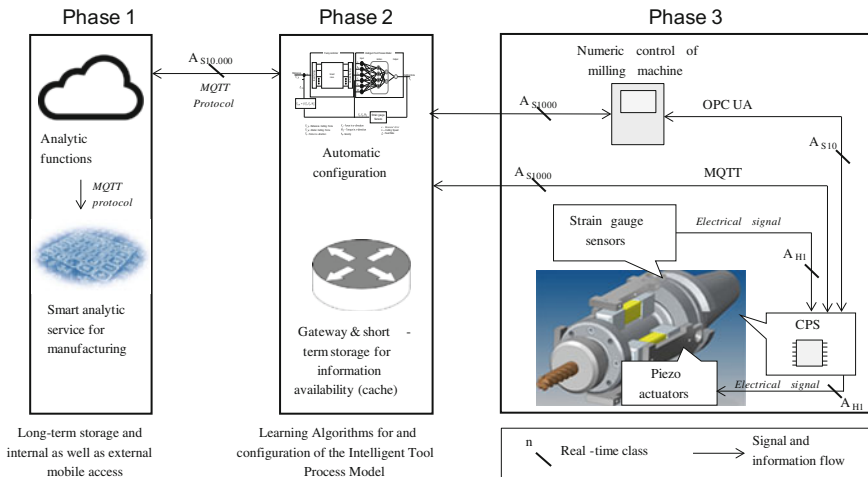 Phase 1
Phase 2
Phase 3
Analytic
functions
MQTT
protocol
Smart analytic
service for
manufacturing
Long-term storage and
internal as well as external
mobile access
A S10.000
MQTT
Protocol
Automatic
configuration
Gateway & short -
term storage for
information
availability (cache)
Learning Algorithms for and
configuration of the Intelligent Tool
Process Model
Numeric control of
milling machine
A S1000
OPC UA
A S10
A S1000
MQTT
Strain gauge
sensors
Electrical signal
A H1
CPS
Piezo
actuators
Electrical signal
A H1
n
Real -time class
Signal and
information flow